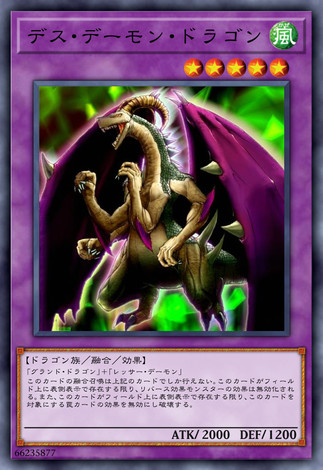 デス・デーモン・ドラゴン
風
【ドラゴン族／融合／効果】
「グランド・ドラゴン」＋「レッサー・デーモン」
このカードの融合召喚は上記のカードでしか行えない。このカードがフィール
ド上に表側表示で存在する限り、リバース効果モンスターの効果は無効化され
る。また、このカードがフィールド上に表側表示で存在する限り、このカードを
対象にする罠カードの効果を無効にし破壊する。
ATK/ 2000 DEF/1200
66235877